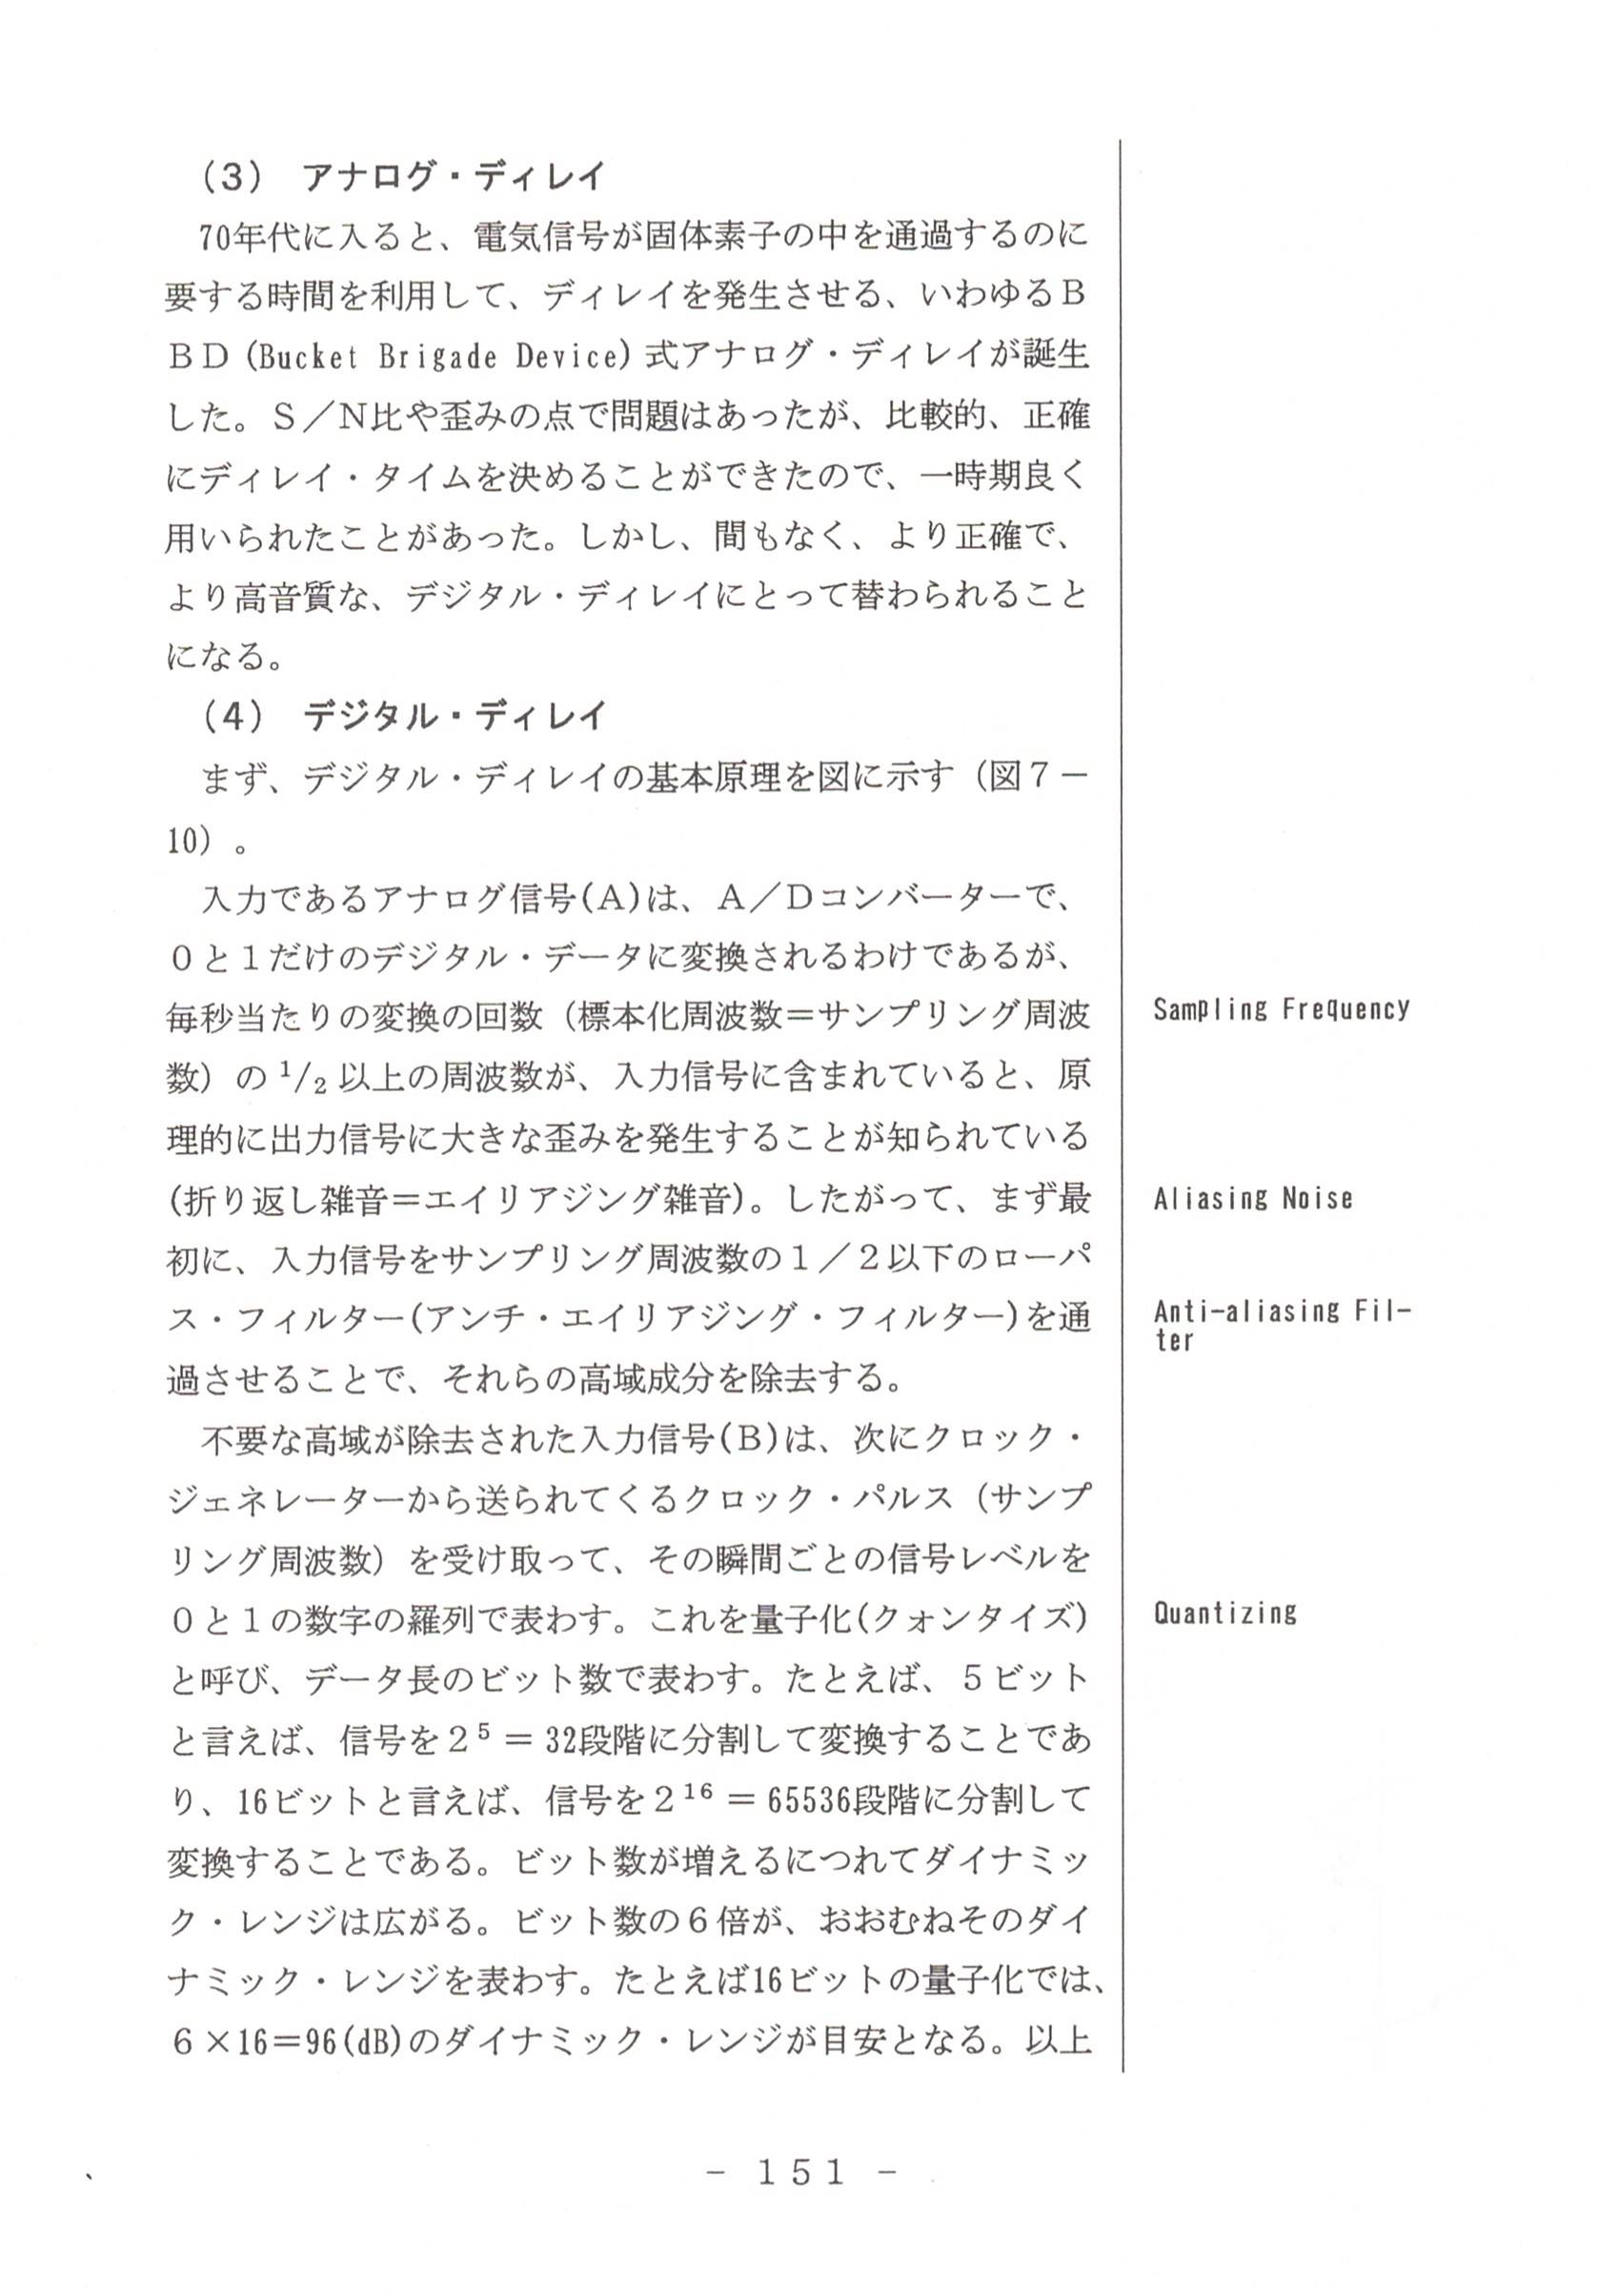 （3）　アナログ・ディレイ
70年代に入ると、電気信号が固体素子の中を通過するのに
要する時間を利用して、ディレイを発生させる、いわゆるＢ
ＢＤ(Bucket Brigade Device)式アナログ・ディレイが誕生
した。Ｓ／Ｎ比や歪みの点で問題はあったが、比較的、正確
にディレイ・タイムを決めることができたので、一時期良く
用いられたことがあった。しかし、間もなく、より正確で、
より高音質な、デジタル・ディレイにとって替わられること
になる。
（4）　デジタル・ディレイ
まず、デジタル・ディレイの基本原理を図に示す（図７－
10）。
入力であるアナログ信号(Ａ)は、Ａ／Ｄコンバーターで、
０と１だけのデジタル・データに変換されるわけであるが、
毎秒当たりの変換の回数（標本化周波数＝サンプリング周波
Sampling Frequency
数）の ¹/₂ 以上の周波数が、入力信号に含まれていると、原
理的に出力信号に大きな歪みを発生することが知られている
(折り返し雑音＝エイリアジング雑音)。したがって、まず最
Aliasing Noise
初に、入力信号をサンプリング周波数の１／２以下のローパ
ス・フィルター(アンチ・エイリアジング・フィルター)を通
Anti-aliasing Fil-
ter
過させることで、それらの高域成分を除去する。
不要な高域が除去された入力信号(Ｂ)は、次にクロック・
ジェネレーターから送られてくるクロック・パルス（サンプ
リング周波数）を受け取って、その瞬間ごとの信号レベルを
０と１の数字の羅列で表わす。これを量子化(クォンタイズ)
Quantizing
と呼び、データ長のビット数で表わす。たとえば、５ビット
と言えば、信号を２⁵ ＝ 32段階に分割して変換することであ
り、16ビットと言えば、信号を２¹⁶ ＝ 65536段階に分割して
変換することである。ビット数が増えるにつれてダイナミッ
ク・レンジは広がる。ビット数の６倍が、おおむねそのダイ
ナミック・レンジを表わす。たとえば16ビットの量子化では、
６×16＝96(dB)のダイナミック・レンジが目安となる。以上
－ 151 －